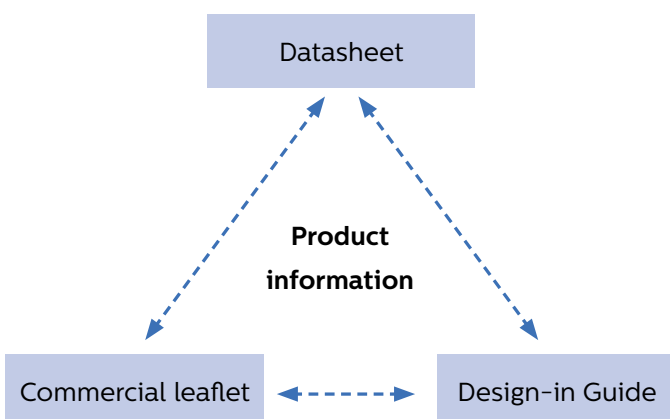 Datasheet
Product
information
Commercial leaflet
Design-in Guide